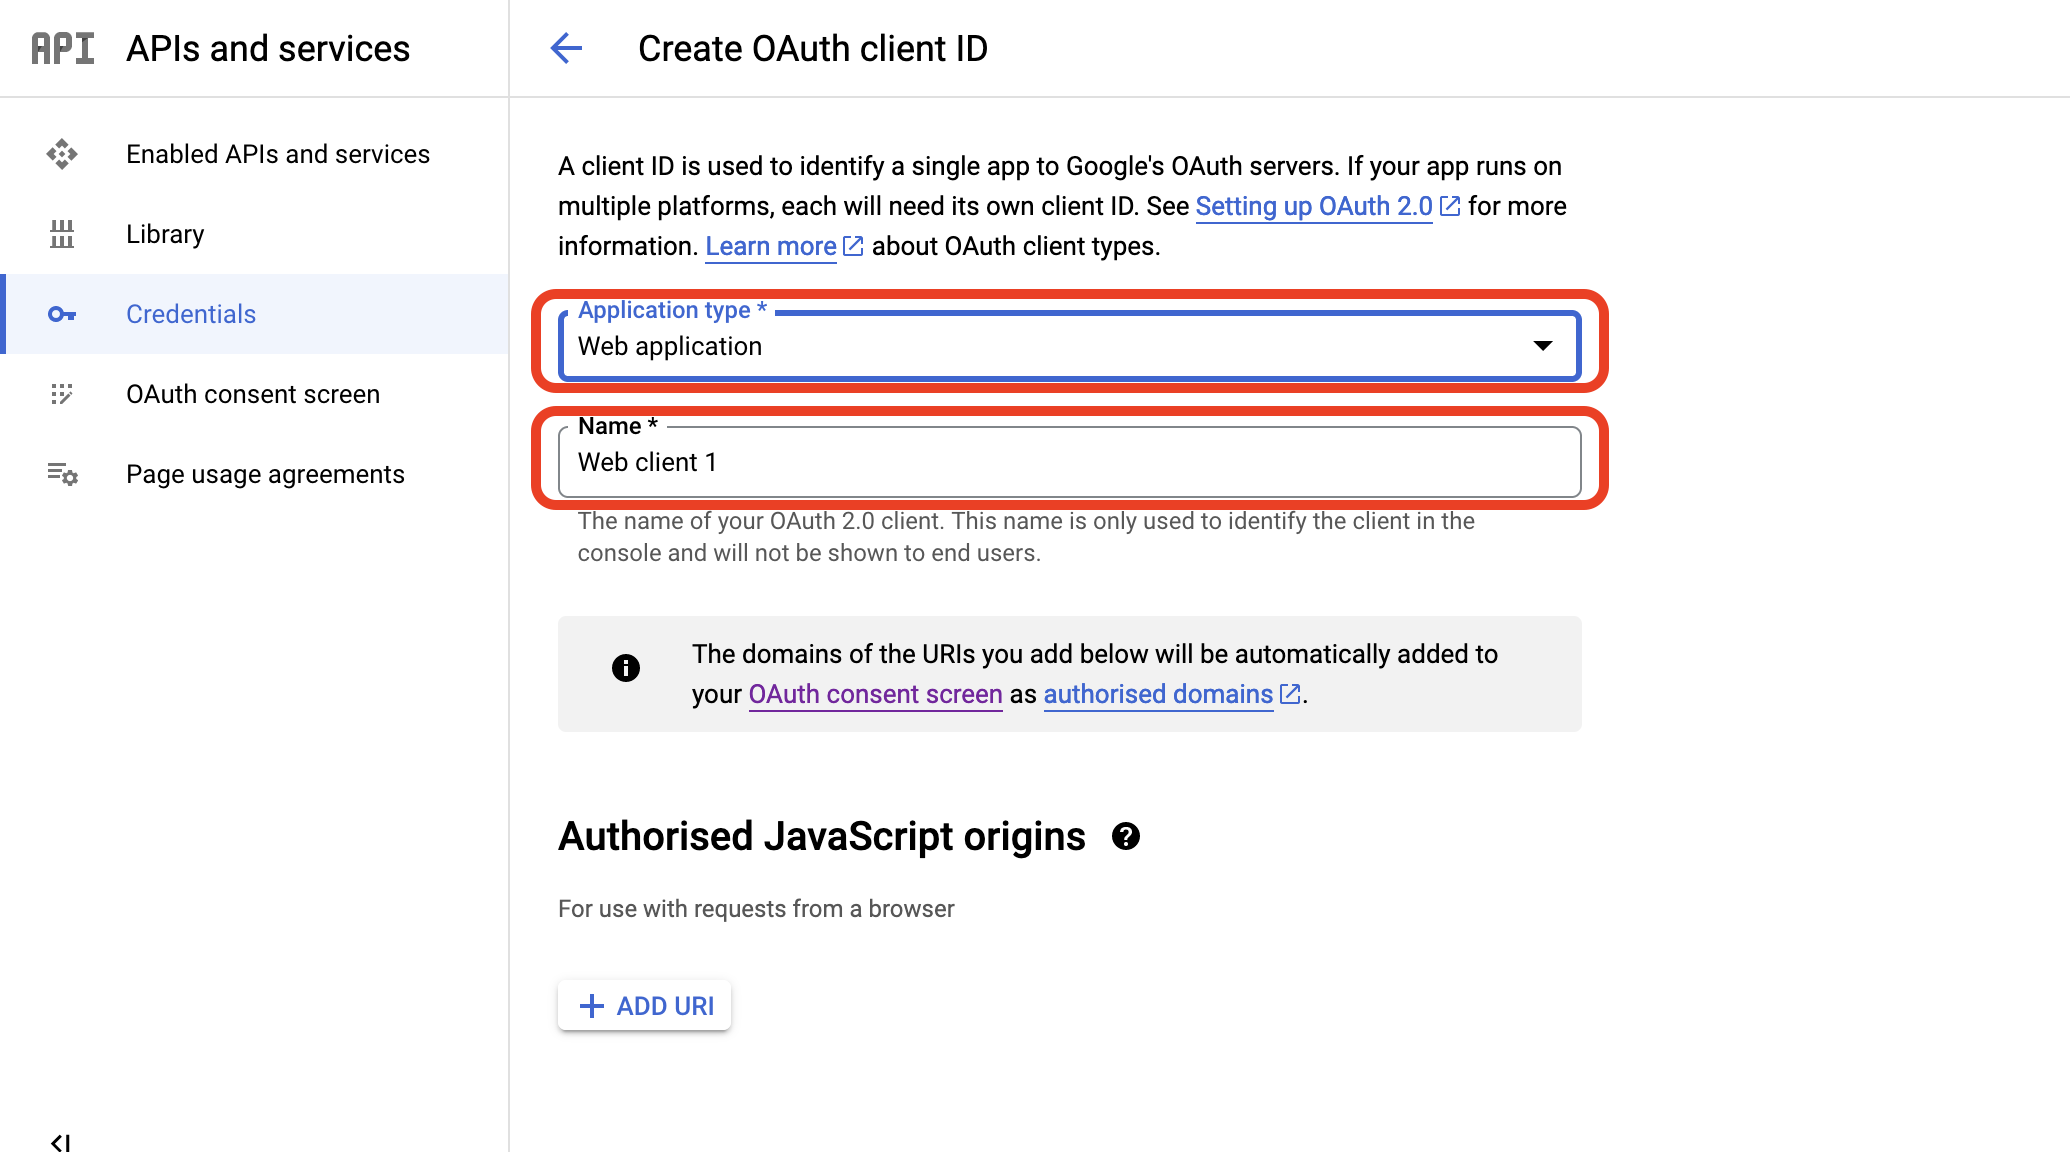 API APIs and services
Create OAuth client ID
Enabled APIs and services
Library
Credentials
OAuth consent screen
Page usage agreements
A client ID is used to identify a single app to Google's OAuth servers. If your app runs on
multiple platforms, each will need its own client ID. See Setting up OAuth 2.0 for more
information. Learn more about OAuth client types.
Application type *
Web application
Name *
Web client 1
The name of your OAuth 2.0 client. This name is only used to identify the client in the
console and will not be shown to end users.
The domains of the URIs you add below will be automatically added to
your OAuth consent screen as authorised domains.
Authorised JavaScript origins
For use with requests from a browser
ADD URI